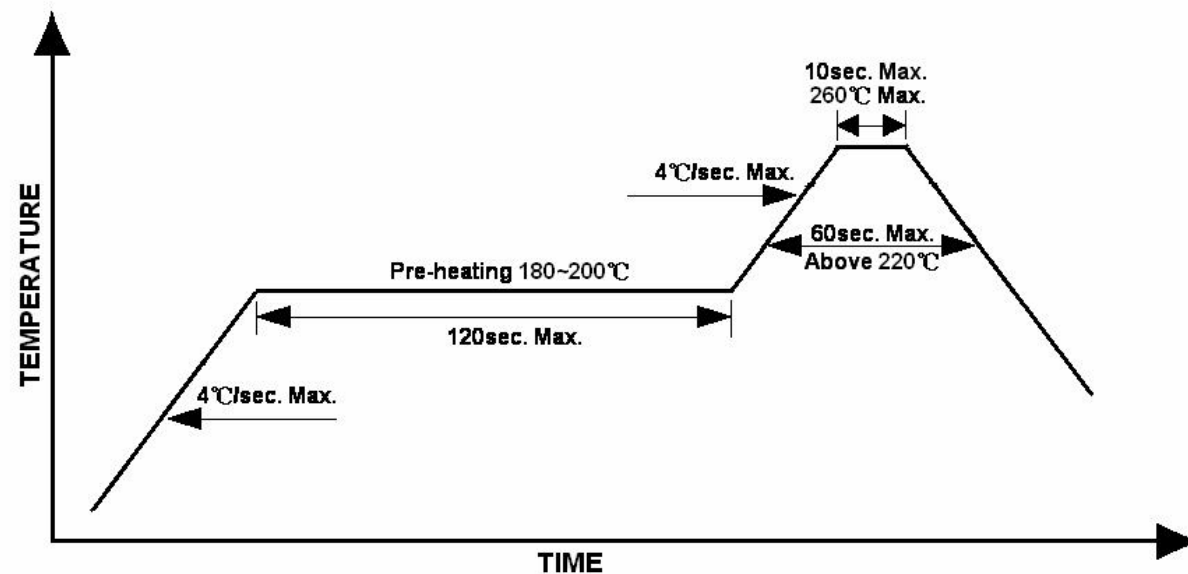 10sec. Max.
260℃ Max.
4℃/sec. Max.
60sec. Max.
Above 220℃
Pre-heating 180~200℃
120sec. Max.
4℃/sec. Max.
TEMPERATURE
TIME